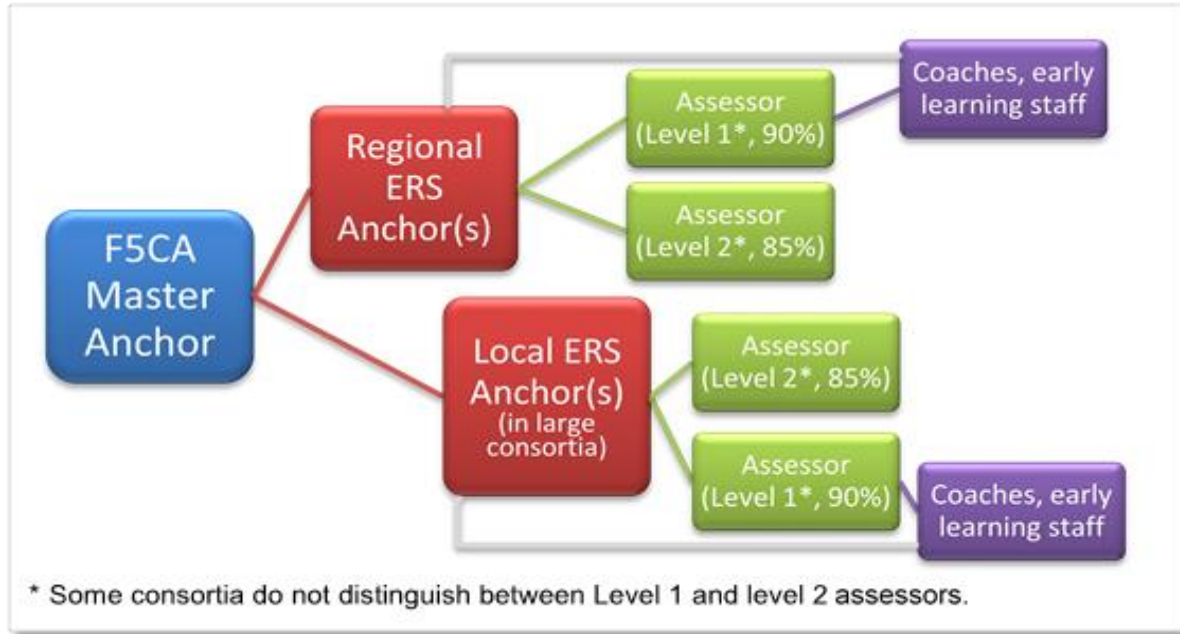 F5CA
Master
Anchor
Regional
ERS
Anchor(s)
Assessor
(Level 1*, 90%)
Coaches, early
learning staff
Assessor
(Level 2*, 85%)
Local ERS
Anchor(s)
(in large
consortia)
Assessor
(Level 2*, 85%)
Assessor
(Level 1*, 90%)
Coaches, early
learning staff
* Some consortia do not distinguish between Level 1 and level 2 assessors.